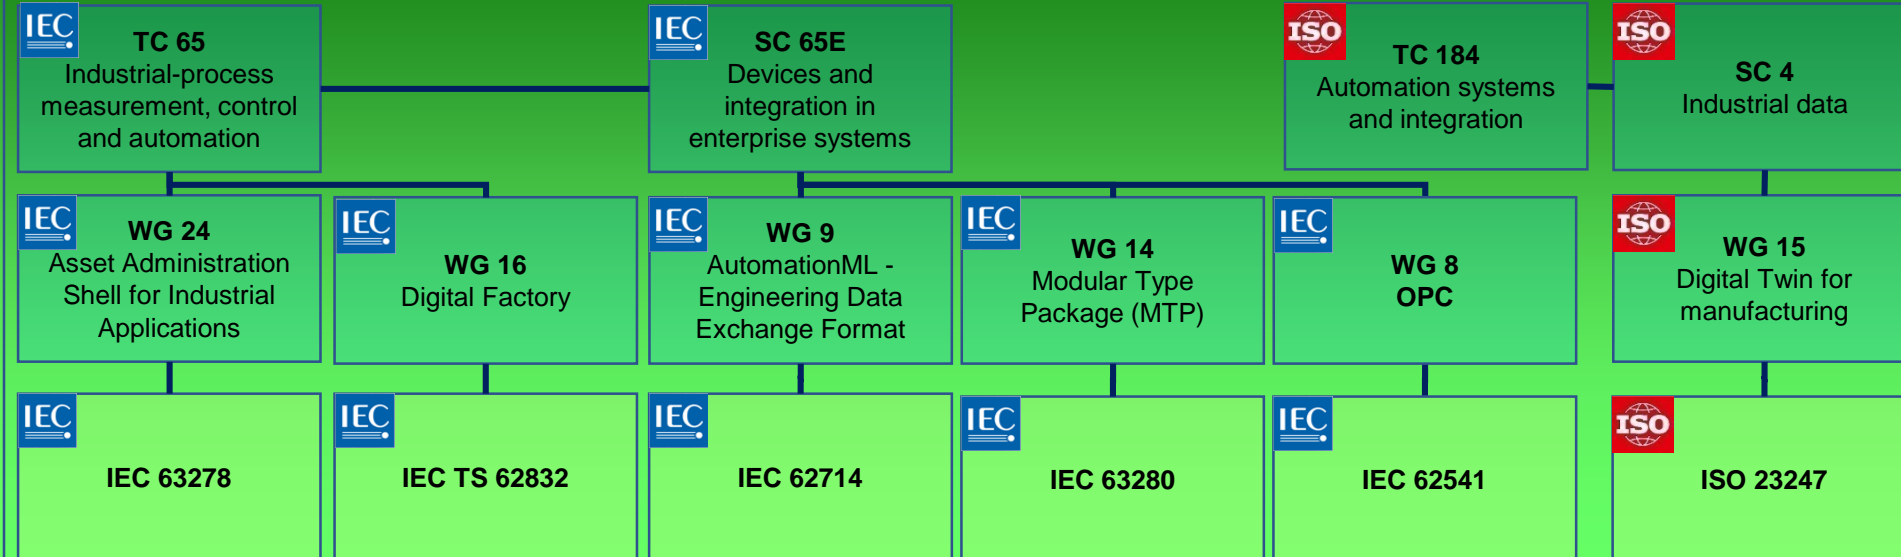 IEC
TC 65
Industrial-process
measurement, control
and automation
IEC
SC 65E
Devices and
integration in
enterprise systems
ISO
TC 184
Automation systems
and integration
ISO
SC 4
Industrial data
IEC
WG 24
Asset Administration
Shell for Industrial
Applications
IEC
WG 16
Digital Factory
IEC
WG 9
AutomationML -
Engineering Data
Exchange Format
IEC
WG 14
Modular Type
Package (MTP)
IEC
WG 8
OPC
ISO
WG 15
Digital Twin for
manufacturing
IEC
IEC 63278
IEC
IEC TS 62832
IEC
IEC 62714
IEC
IEC 63280
IEC
IEC 62541
ISO
ISO 23247